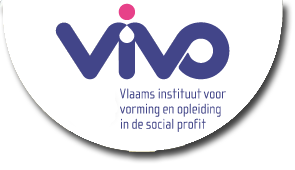 vivo
Vlaams instituut voor
vorming en opleiding
in de social profit